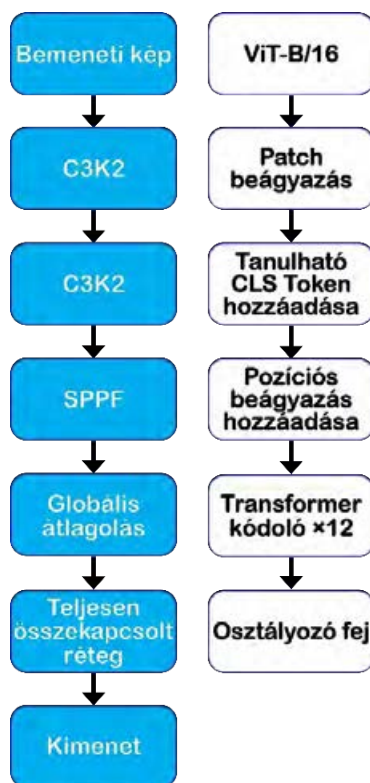 Bemeneti kép
C3K2
C3K2
SPPF
Globális
átlagolás
Teljesen
összekapcsolt
réteg
Kimenet
ViT-B/16
Patch
beágyazás
Tanulható
CLS Token
hozzáadása
Pozíciós
beágyazás
hozzáadása
Transformer
kódoló ×12
Osztályozó fej